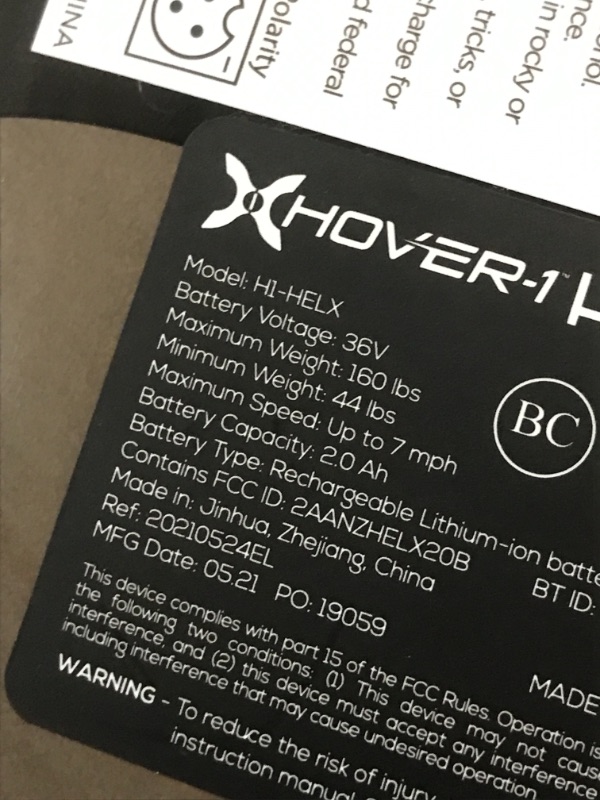 INA
Polarity
federal
charge for
tricks, or
in rocky or
nce.
HOVER-1™
Model: H1-HELX
Battery Voltage: 36V
Maximum Weight: 160 lbs
Minimum Weight: 44 lbs
Maximum Speed: Up to 7 mph
Battery Capacity: 2.0 Ah
Battery Type: Rechargeable Lithium-ion batte
Contains FCC ID: 2AANZHELX20B
BT ID:
Made in: Jinhua, Zhejiang, China
Ref: 20210524EL
MFG Date: 05.21 PO: 19059
BC
MADE
This device complies with part 15 of the FCC Rules. Operation is
the following two conditions: (1) This device may not cause
interference, and (2) this device must accept any interference
including interference that may cause undesired operation
WARNING - To reduce the risk of injury
instruction manual.